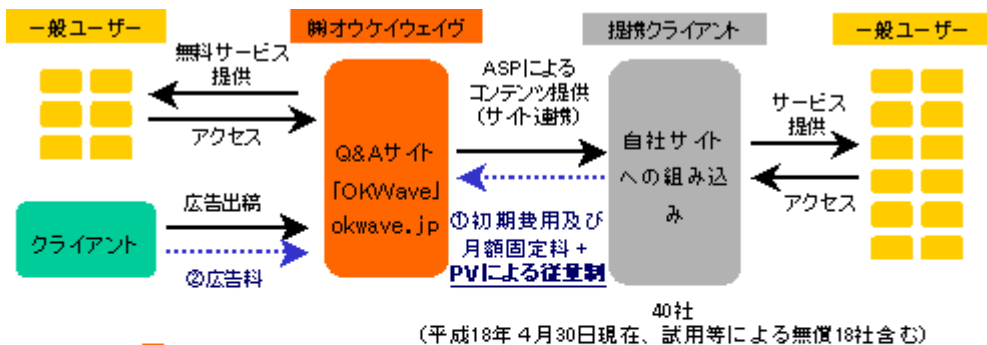 一般ユーザー
㈱オウケイウェイヴ
提携クライアント
一般ユーザー
無料サービス
提供
アクセス
Q&Aサイト
「OKWave」
okwave.jp
ASPによる
コンテンツ提供
(サイト連携)
自社サイト
への組み込
み
サービス
提供
アクセス
クライアント
広告出稿
②広告料
①初期費用及び
月額固定料+
PVによる従量制
40社
(平成18年4月30日現在、試用等による無償18社含む)